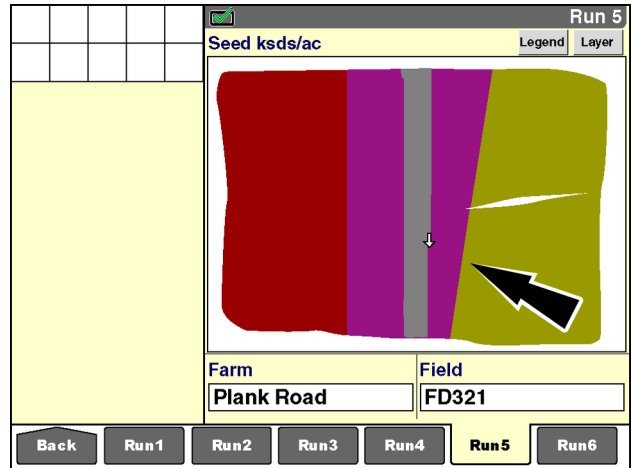 Run 5
Seed ksds/ac
Legend Layer
Farm Field
Plank Road FD321
Back Run1 Run2 Run3 Run4 Run5 Run6